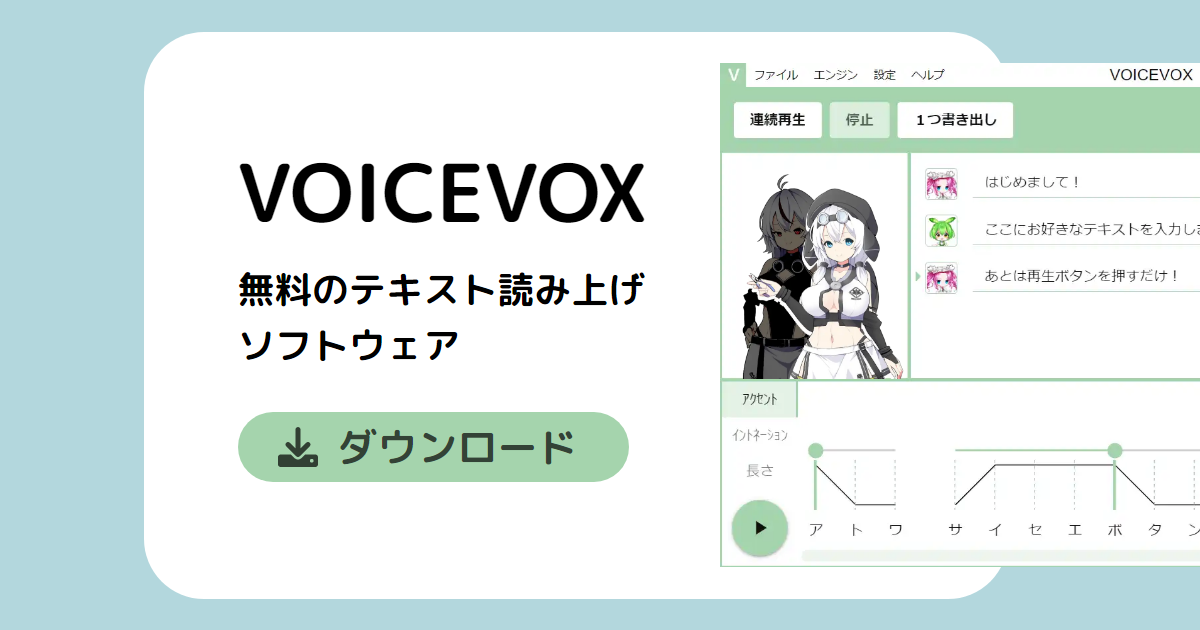 VOICEVOX
無料のテキスト読み上げ
ソフトウェア
ダウンロード
V ファイル エンジン 設定 ヘルプ VOICEVOX
連続再生 停止 1つ書き出し
はじめまして！
ここにお好きなテキストを入力し
あとは再生ボタンを押すだけ！
アクセント
イントネーション
長さ
ア ト ワ サ イ セ エ ボ タ ン